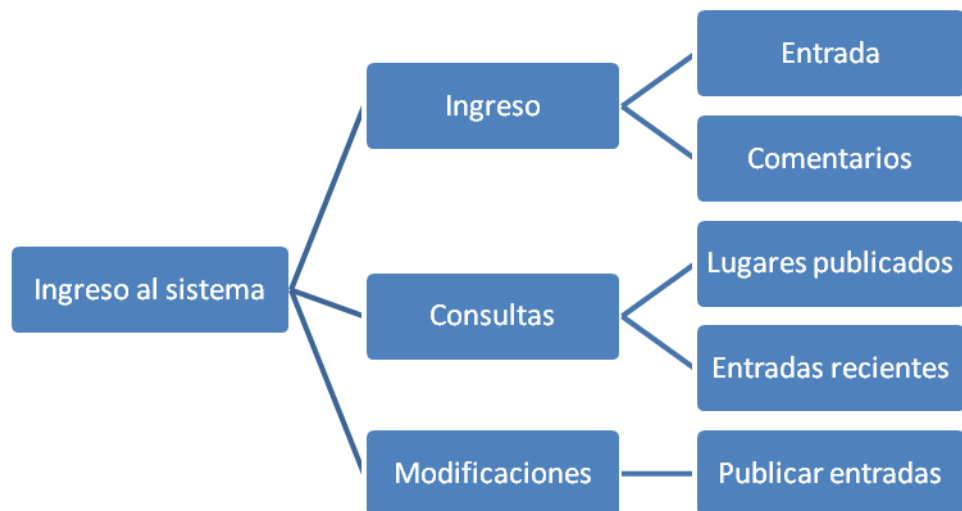 Ingreso al sistema
Ingreso
Entrada
Comentarios
Consultas
Lugares publicados
Entradas recientes
Modificaciones
Publicar entradas